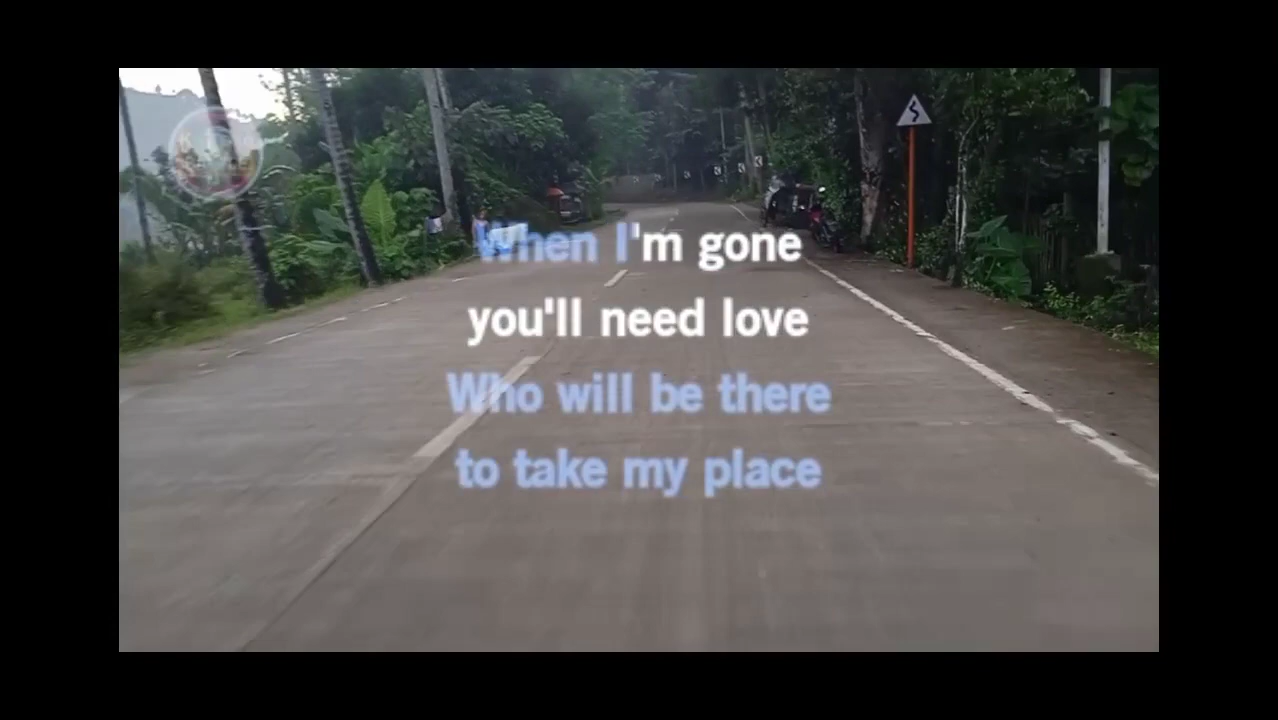 When I'm gone
you'll need love
Who will be there
to take my place